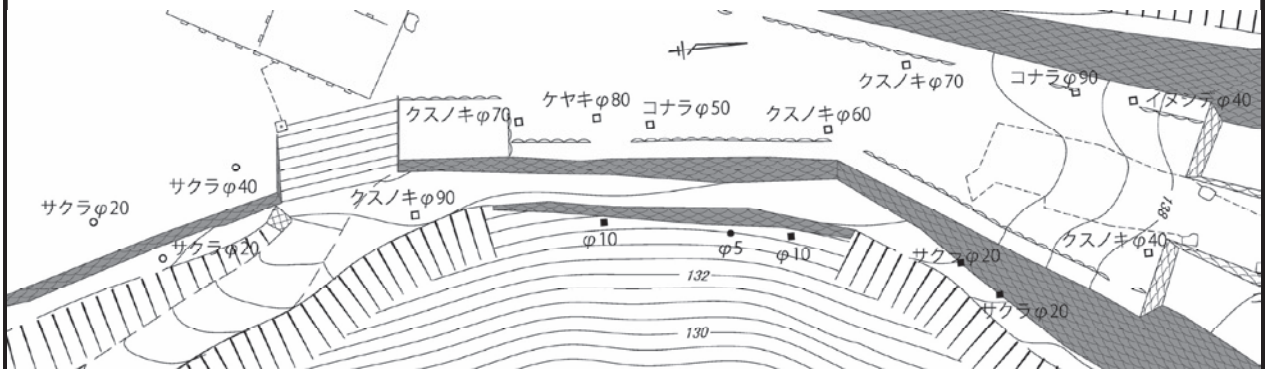 クスノキφ70
コナラφ90
イヌシデφ40
ケヤキφ80
コナラφ50
クスノキφ70
クスノキφ60
サクラφ40
クスノキφ90
サクラφ20
138
サクラφ20
φ10
φ5
φ10
クスノキφ40
サクラφ20
132
サクラφ20
130